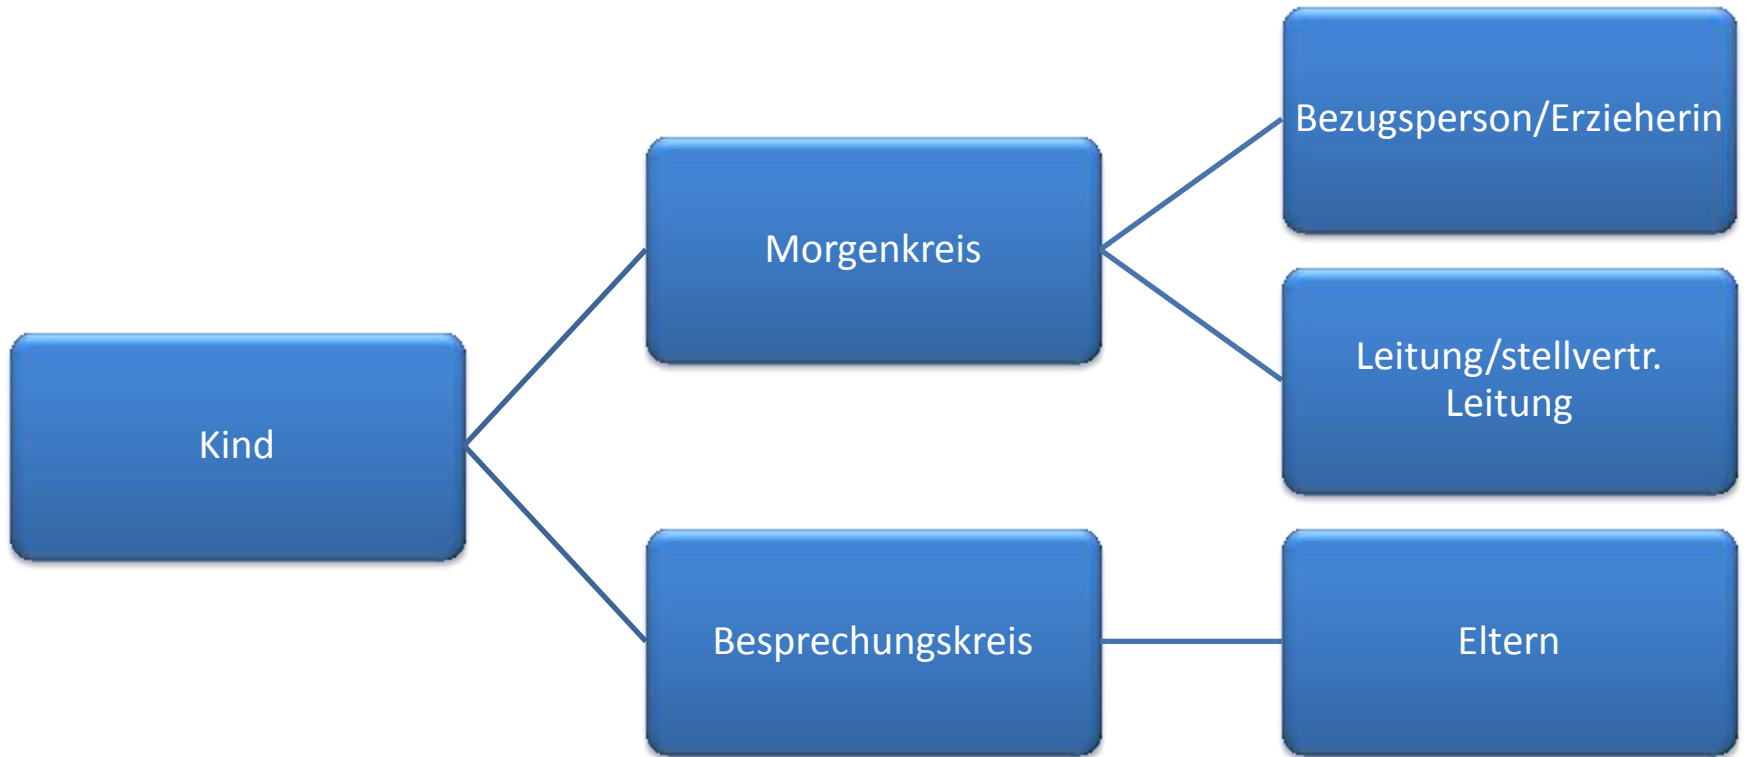 Kind
Morgenkreis
Besprechungskreis
Bezugsperson/Erzieherin
Leitung/stellvertr.
Leitung
Eltern